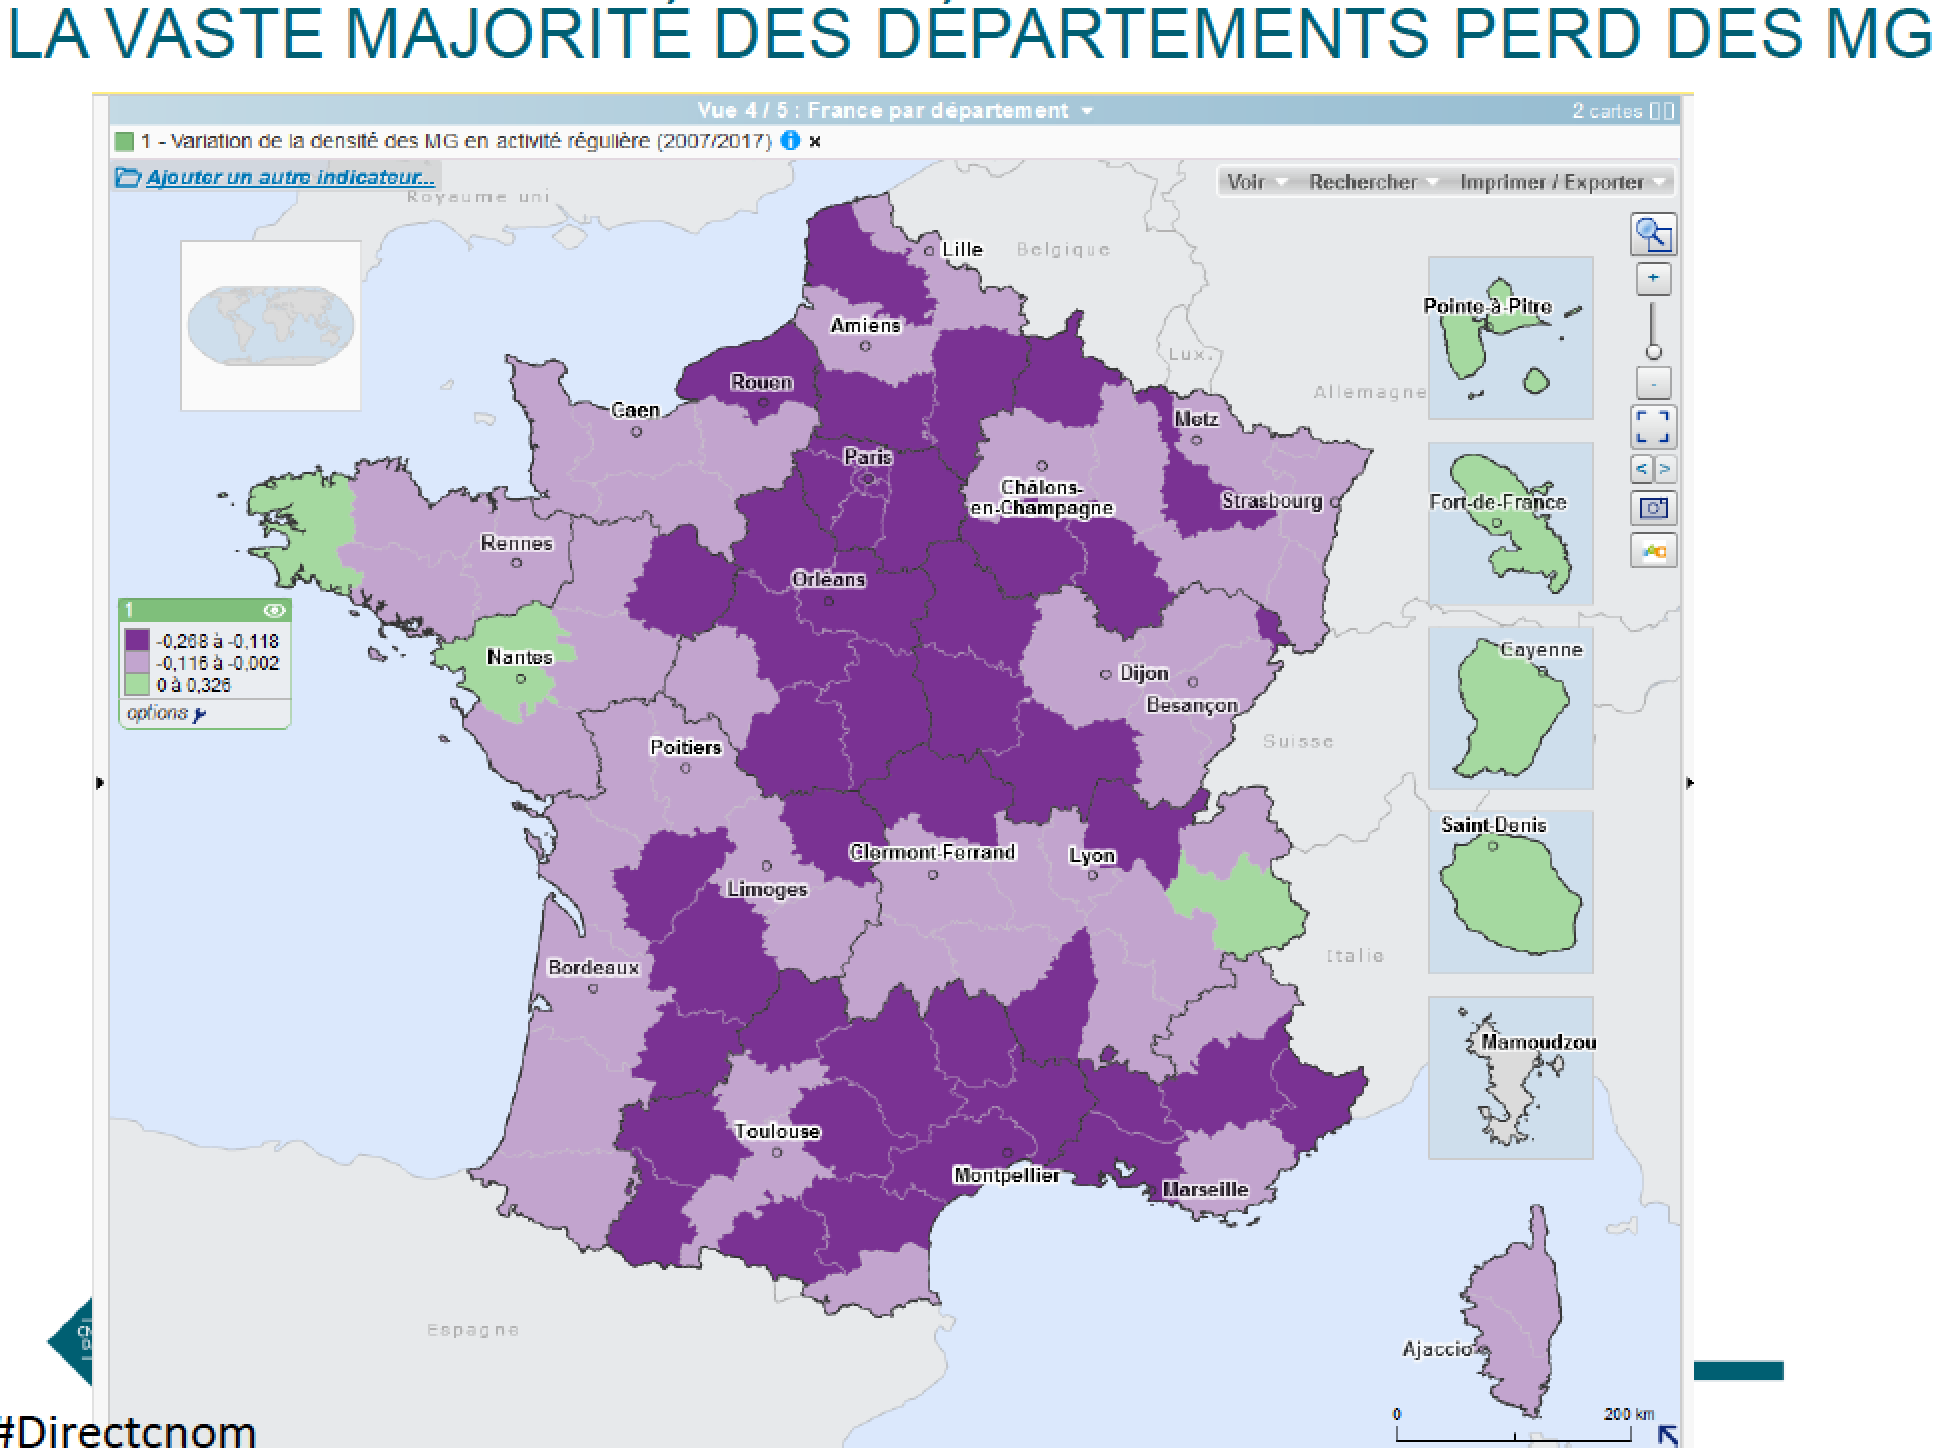 LA VASTE MAJORITÉ DES DÉPARTEMENTS PERD DES MG
Vue 4 / 5 : France par département
2 cartes
1 - Variation de la densité des MG en activité régulière (2007/2017) i x
Ajouter un autre indicateur...
Voir Rechercher Imprimer / Exporter
Royaume uni
Lille
Belgique
Pointe-à-Pitre
Amiens
Lux.
Rouen
Allemagne
Caen
Metz
Paris
Châlons-
en-Champagne
Strasbourg
Fort-de-France
Rennes
Orléans
1
-0,268 à -0,118
-0,116 à -0,002
0 à 0,326
options
Nantes
Dijon
Besançon
Cayenne
Poitiers
Suisse
Saint-Denis
Clermont-Ferrand
Lyon
Limoges
Bordeaux
Italie
Mamoudzou
Toulouse
Montpellier
Marseille
Espagne
Ajaccio
0 200 km
#Directcnom
+
-
< >